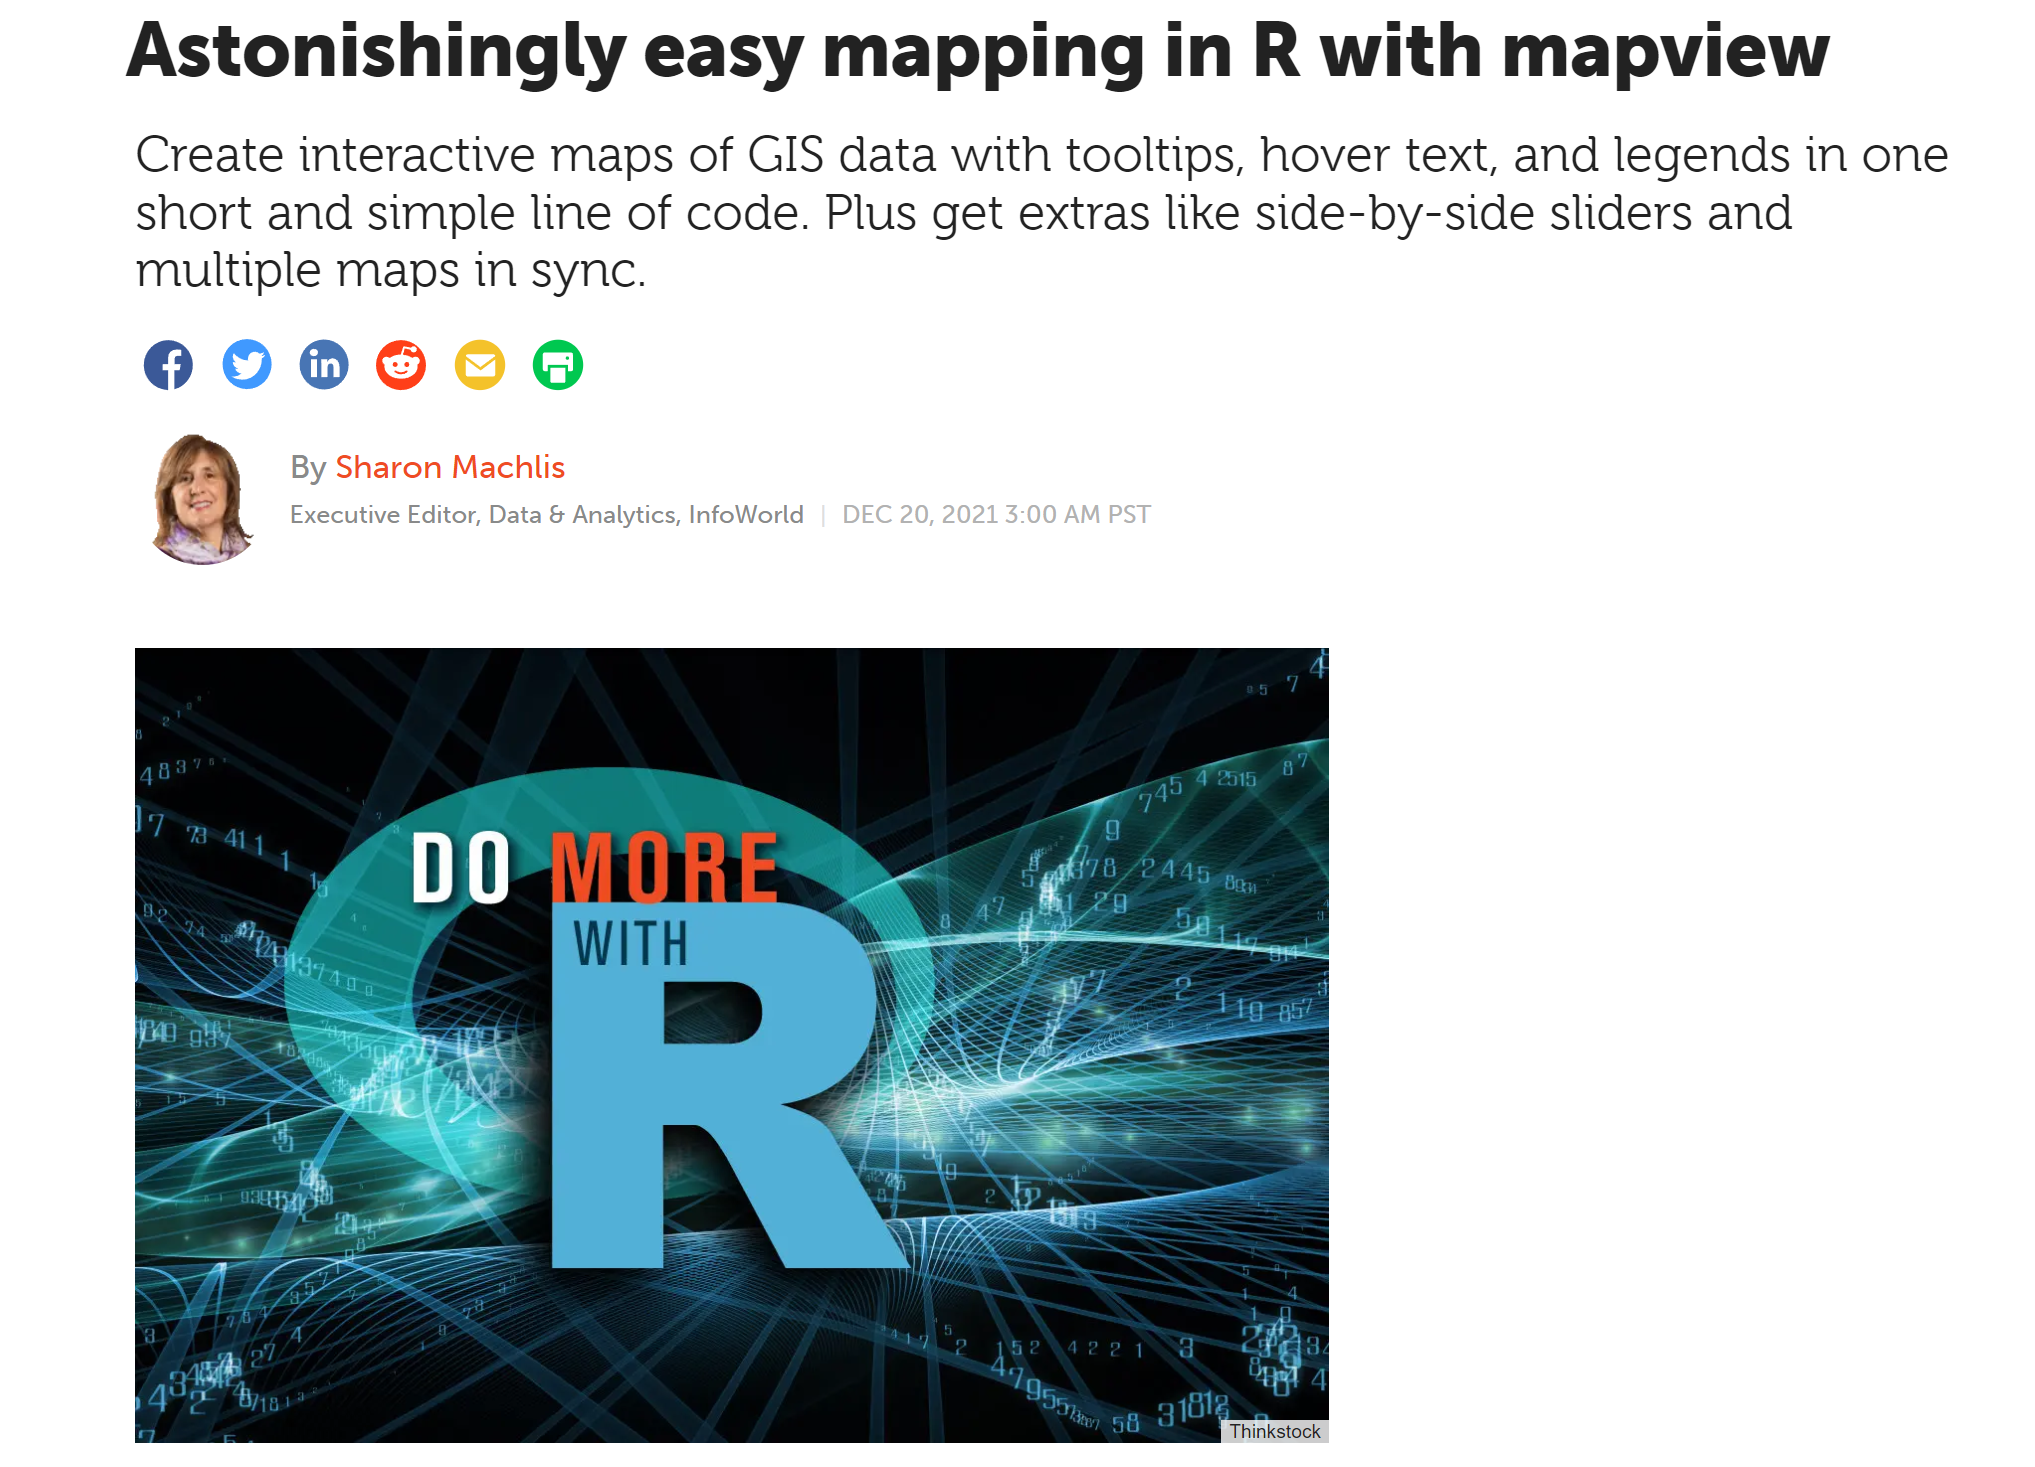 Astonishingly easy mapping in R with mapview
Create interactive maps of GIS data with tooltips, hover text, and legends in one
short and simple line of code. Plus get extras like side-by-side sliders and
multiple maps in sync.
in
By Sharon Machlis
Executive Editor, Data & Analytics, InfoWorld | DEC 20, 2021 3:00 AM PST
DO MORE
WITH
R
Thinkstock